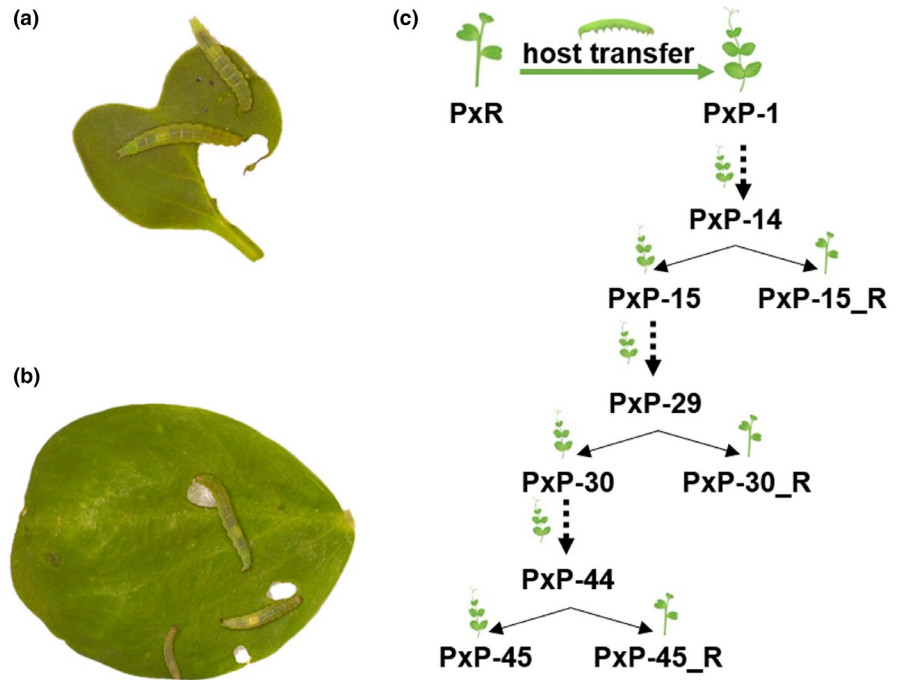 (a)
(b)
(c)
host transfer
PxR
PxP-1
PxP-14
PxP-15
PxP-15_R
PxP-29
PxP-30
PxP-30_R
PxP-44
PxP-45
PxP-45_R